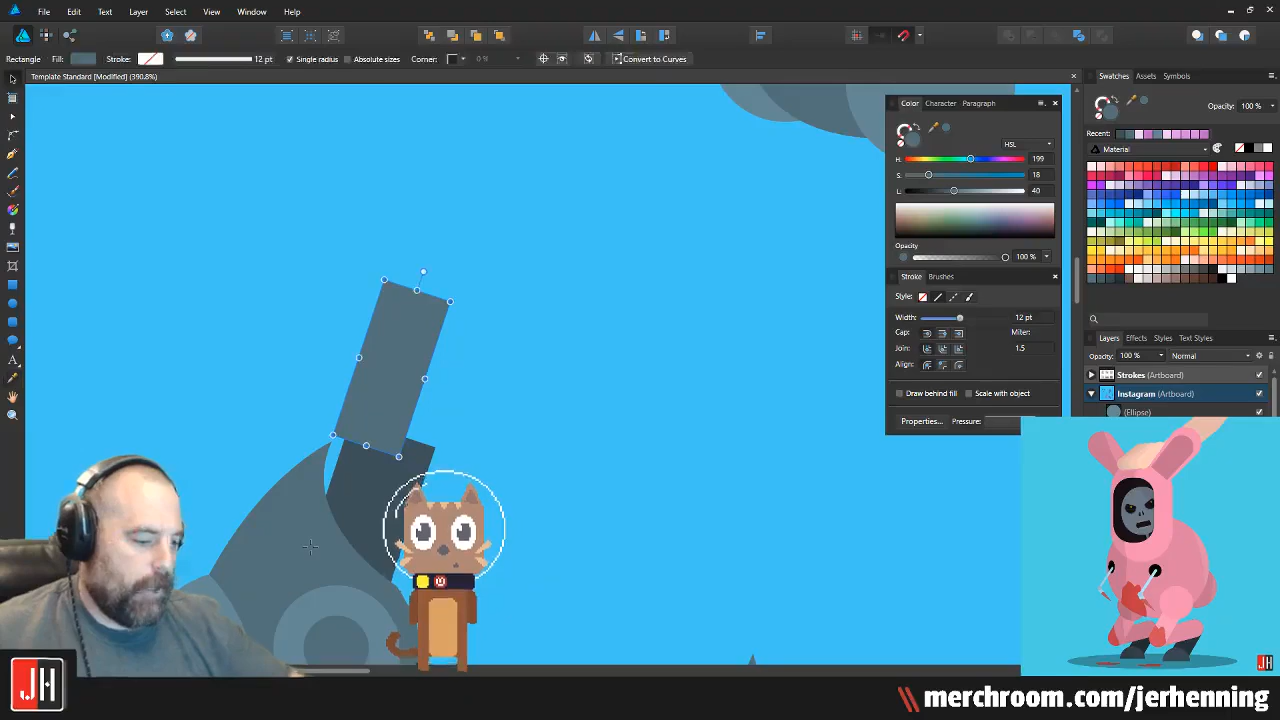 File Edit Text Layer Select View Window Help
Rectangle Fill: Stroke: 12 pt Single radius Absolute sizes Corner: 0 % Convert to Curves
Template Standard [Modified] (390.8%)
Color Character Paragraph
HSL
H: 199
S: 18
L: 40
Opacity
100 %
Stroke Brushes
Style:
Width: 12 pt
Cap: Miter:
Join: 1.5
Align:
Draw behind fill Scale with object
Properties... Pressure:
Swatches Assets Symbols
Opacity: 100 %
Recent:
Material
Layers Effects Styles Text Styles
Opacity: 100 % Normal
Strokes (Artboard)
Instagram (Artboard)
(Ellipse)
JH
JH
\\ merchroom.com/jerhenning